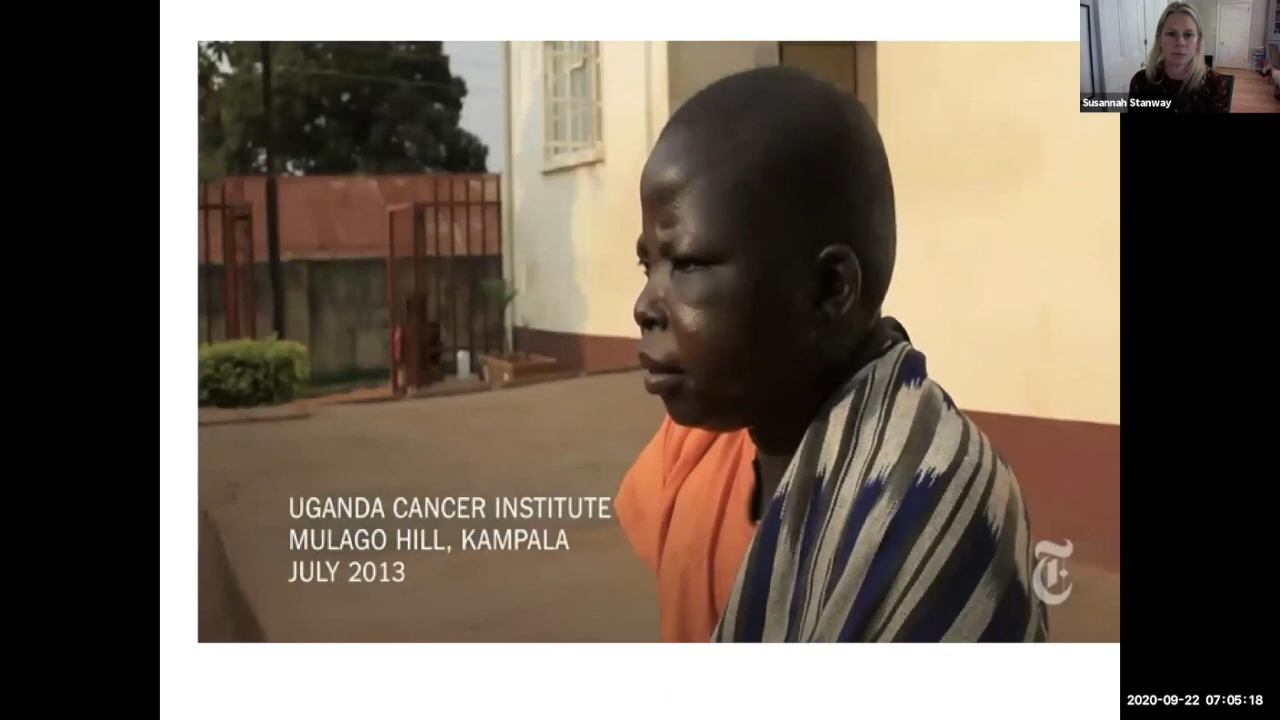 Susannah Stanway
UGANDA CANCER INSTITUTE
MULAGO HILL, KAMPALA
JULY 2013
T
2020-09-22 07:05:18